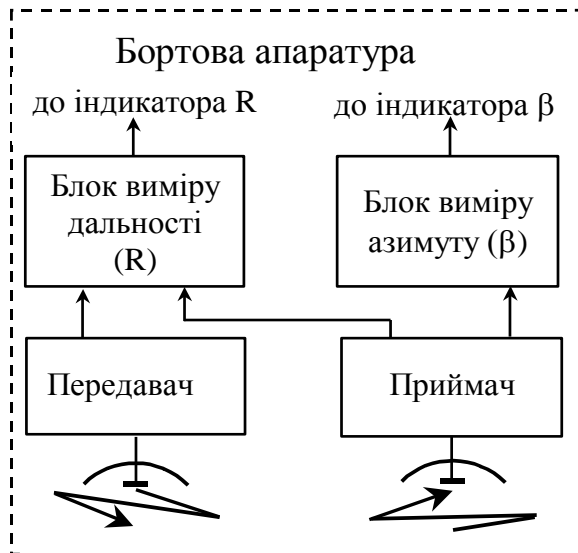 Бортова апаратура
до індикатора R
до індикатора β
Блок виміру
дальності
(R)
Блок виміру
азимуту (β)
Передавач
Приймач